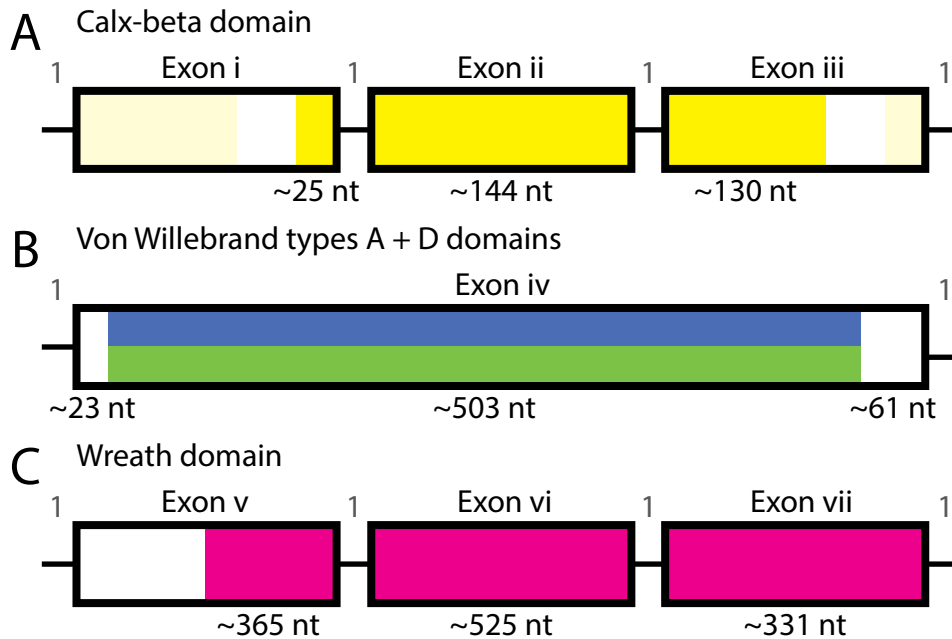 A Calx-beta domain
1 Exon i 1 Exon ii 1 Exon iii 1
~25 nt ~144 nt ~130 nt
B Von Willebrand types A + D domains
1 Exon iv 1
~23 nt ~503 nt ~61 nt
C Wreath domain
1 Exon v 1 Exon vi 1 Exon vii 1
~365 nt ~525 nt ~331 nt